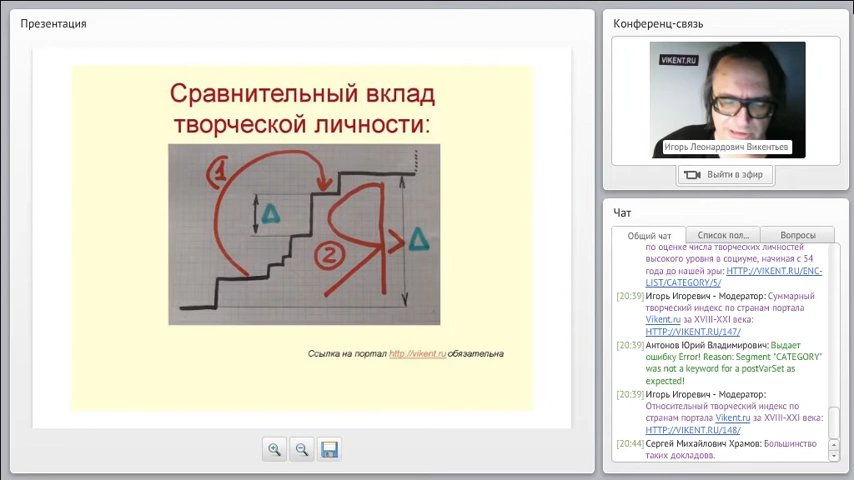 Презентация
Сравнительный вклад
творческой личности:
1
Δ
2
Я
> Δ
Ссылка на портал http://vikent.ru обязательна
Конференц-связь
VIKENT.RU
Игорь Леонардович Викентьев
Выйти в эфир
Чат
Общий чат
Список пол...
Вопросы
по оценке числа творческих личностей
высокого уровня в социуме, начиная с 54
года до нашей эры: HTTP://VIKENT.RU/ENC-
LIST/CATEGORY/5/
[20:39] Игорь Игоревич - Модератор: Суммарный
творческий индекс по странам портала
Vikent.ru за XVIII-XXI века:
HTTP://VIKENT.RU/147/
[20:39] Антонов Юрий Владимирович: Выдает
ошибку Error! Reason: Segment "CATEGORY"
was not a keyword for a postVarSet as
expected!
[20:39] Игорь Игоревич - Модератор:
Относительный творческий индекс по
странам портала Vikent.ru за XVIII-XXI века:
HTTP://VIKENT.RU/148/
[20:44] Сергей Михайлович Храмов: Большинство
таких докладовв.